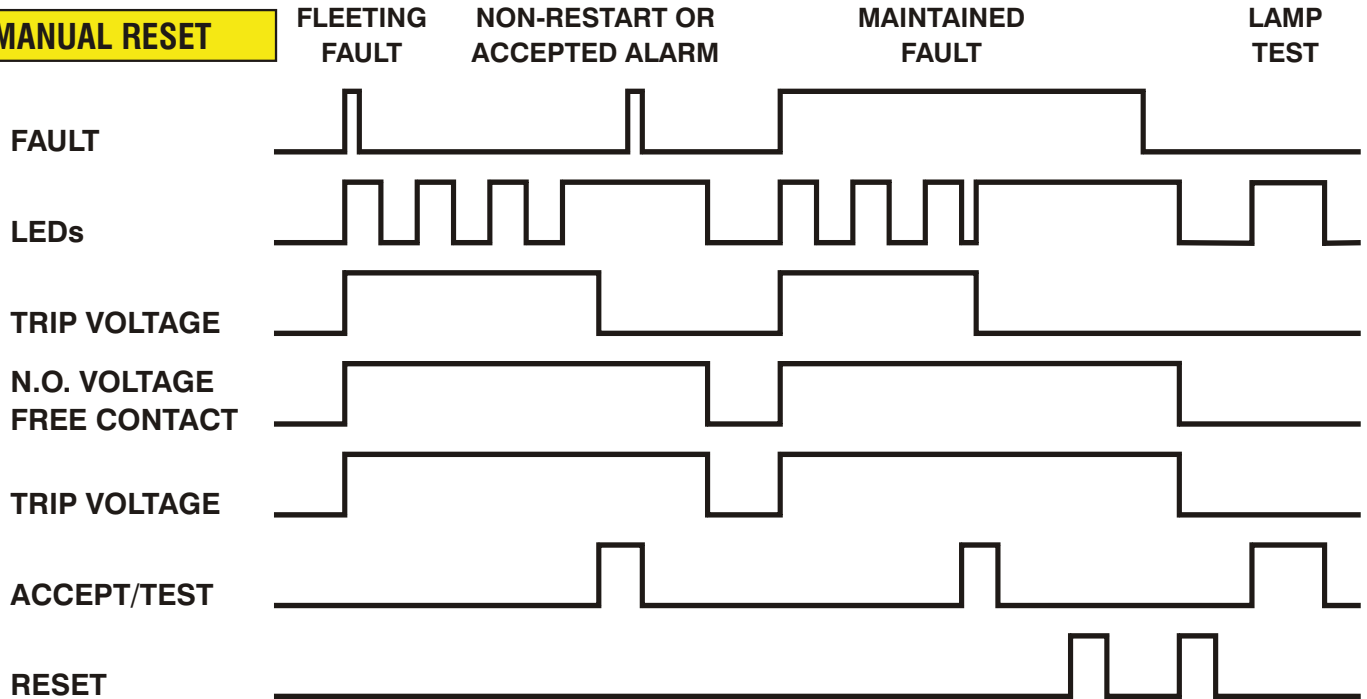 MANUAL RESET
FLEETING
FAULT
NON-RESTART OR
ACCEPTED ALARM
MAINTAINED
FAULT
LAMP
TEST
FAULT
LEDs
TRIP VOLTAGE
N.O. VOLTAGE
FREE CONTACT
TRIP VOLTAGE
ACCEPT/TEST
RESET